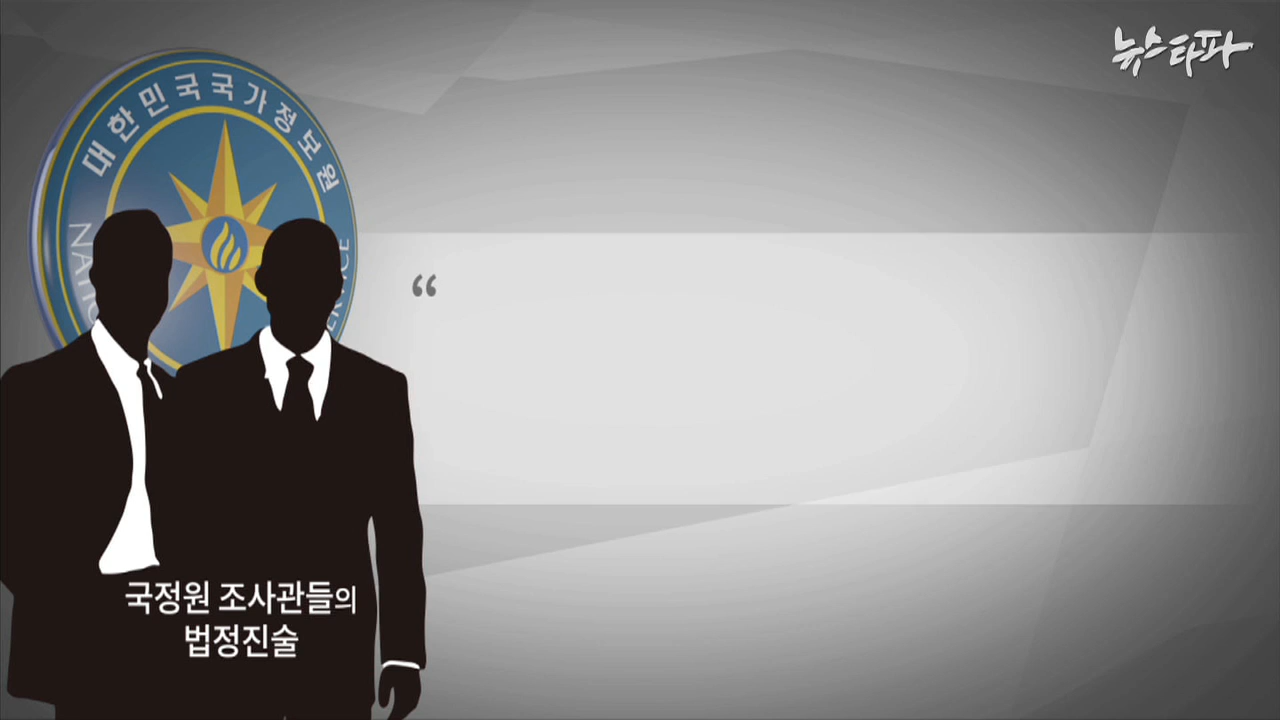 뉴스타파
대한민국국가정보원
“
국정원 조사관들의
법정진술